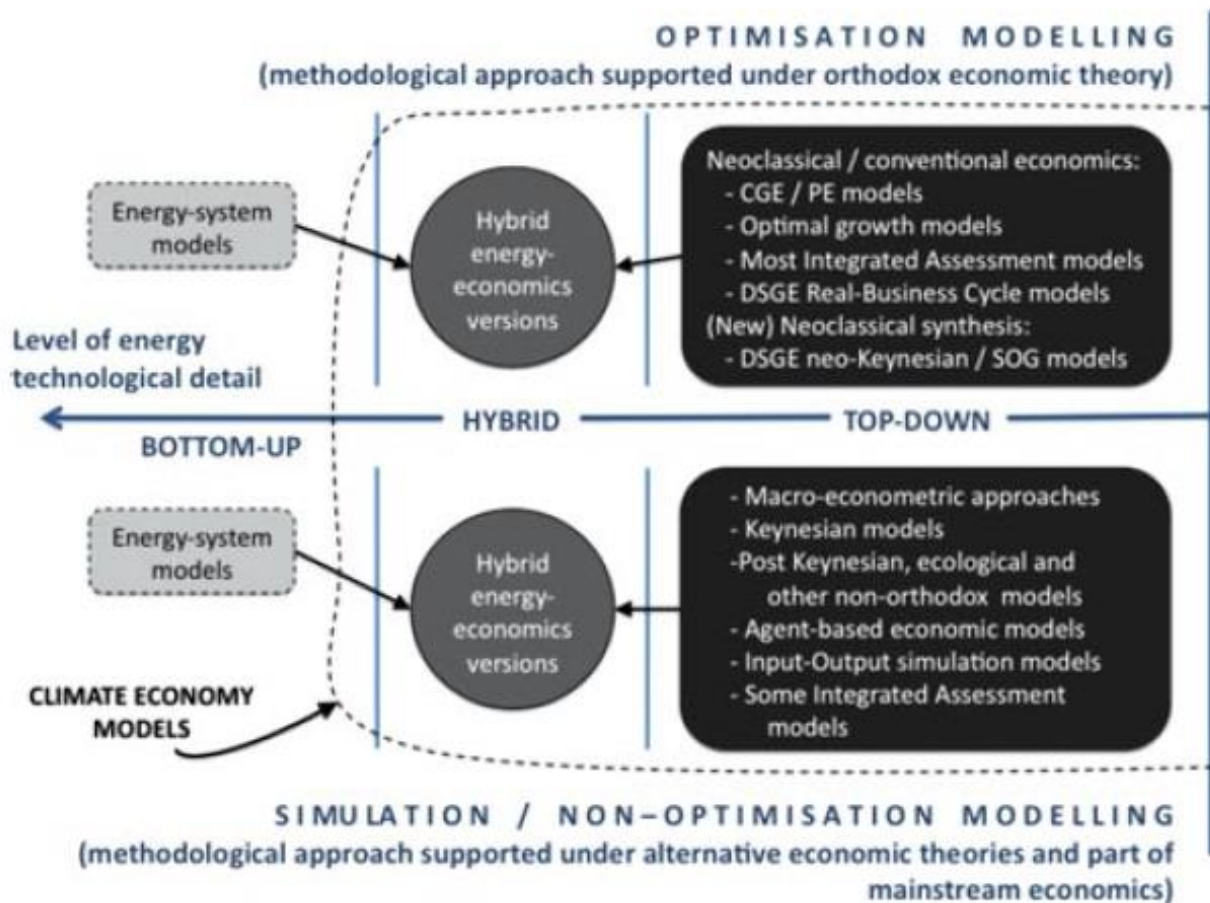 OPTIMISATION MODELLING
(methodological approach supported under orthodox economic theory)
Energy-system
models
Hybrid
energy-
economics
versions
Neoclassical / conventional economics:
- CGE / PE models
- Optimal growth models
- Most Integrated Assessment models
- DSGE Real-Business Cycle models
(New) Neoclassical synthesis:
- DSGE neo-Keynesian / SOG models
Level of energy
technological detail
BOTTOM-UP
HYBRID
TOP-DOWN
Energy-system
models
Hybrid
energy-
economics
versions
- Macro-econometric approaches
- Keynesian models
-Post Keynesian, ecological and
other non-orthodox models
- Agent-based economic models
- Input-Output simulation models
- Some Integrated Assessment
models
CLIMATE ECONOMY
MODELS
SIMULATION / NON-OPTIMISATION MODELLING
(methodological approach supported under alternative economic theories and part of
mainstream economics)